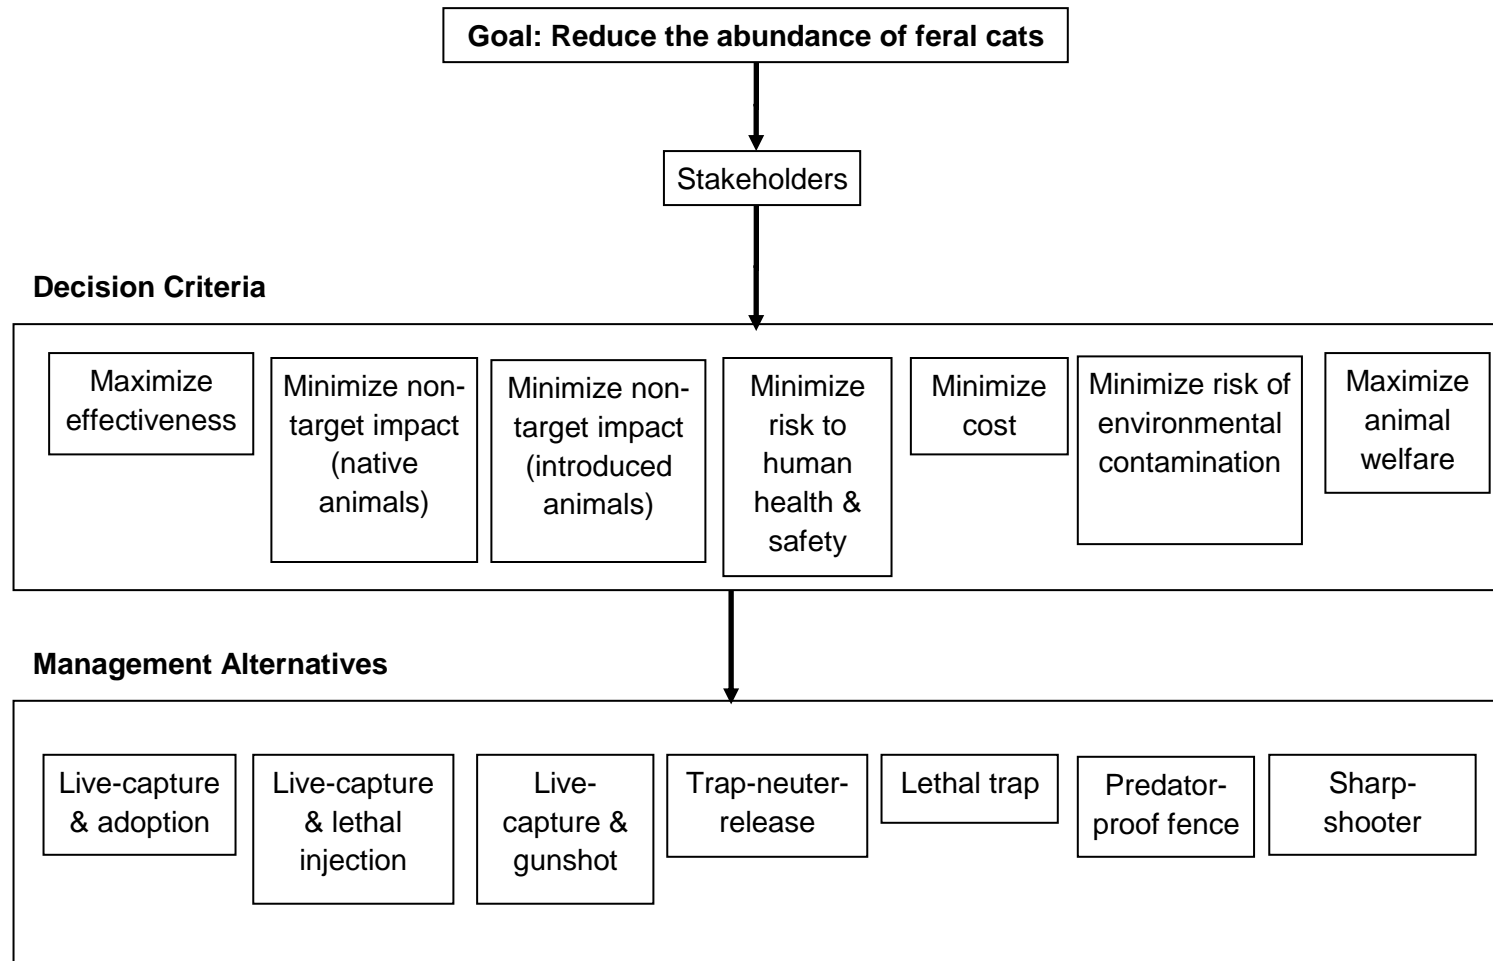 Goal: Reduce the abundance of feral cats
Stakeholders
Decision Criteria
Maximize
effectiveness
Minimize non-
target impact
(native
animals)
Minimize non-
target impact
(introduced
animals)
Minimize
risk to
human
health &
safety
Minimize
cost
Minimize risk of
environmental
contamination
Maximize
animal
welfare
Management Alternatives
Live-capture
& adoption
Live-capture
& lethal
injection
Live-
capture &
gunshot
Trap-neuter-
release
Lethal trap
Predator-
proof fence
Sharp-
shooter